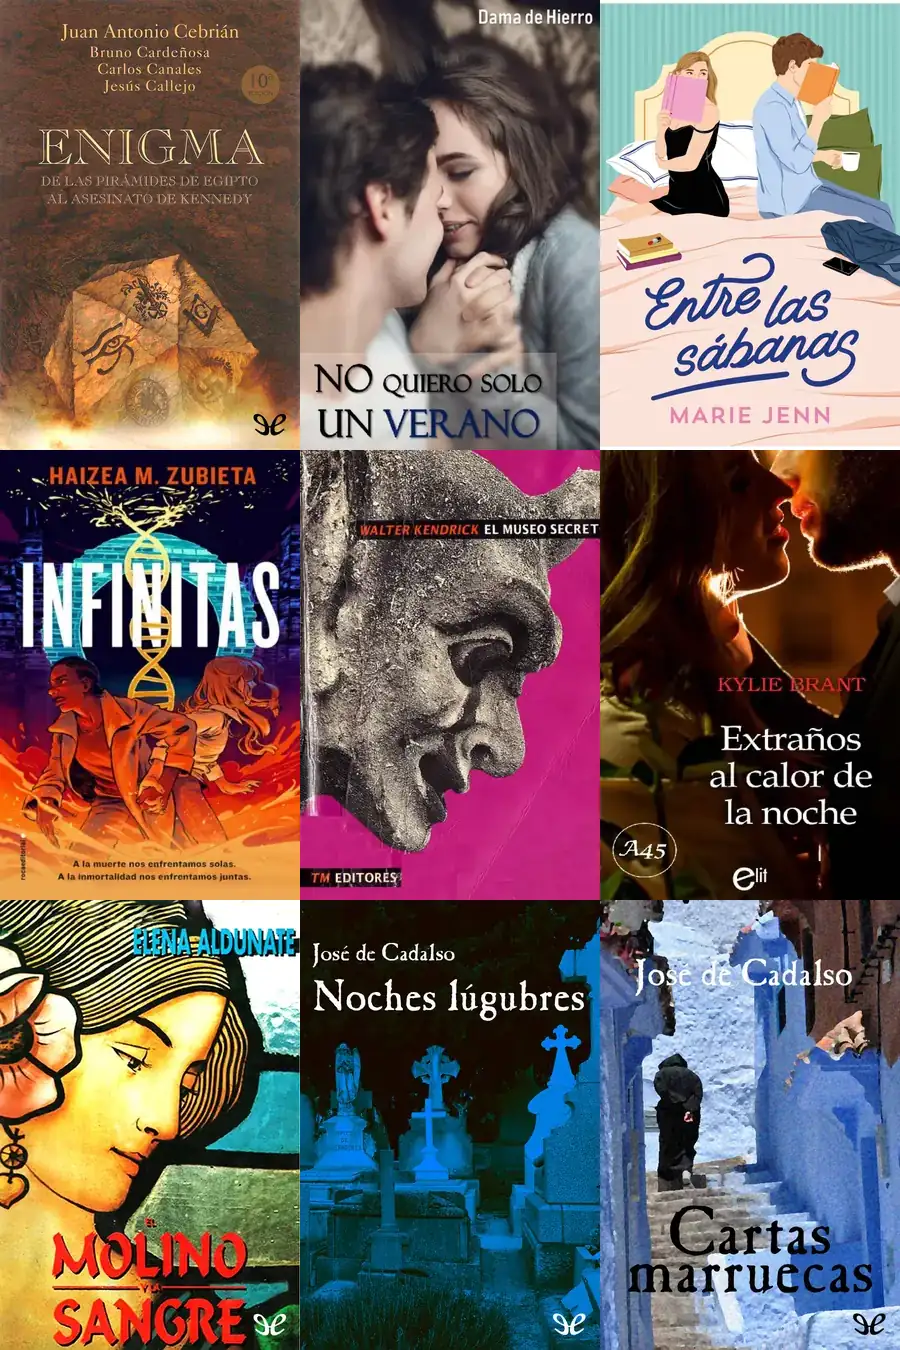 Juan Antonio Cebrián
Bruno Cardeñosa
Carlos Canales
Jesús Callejo
10ª
EDICIÓN
ENIGMA
DE LAS PIRÁMIDES DE EGIPTO
AL ASESINATO DE KENNEDY
Dama de Hierro
NO QUIERO SOLO
UN VERANO
Entre las
sábanas
MARIE JENN
HAIZEA M. ZUBIETA
INFINITAS
A la muerte nos enfrentamos solas.
A la inmortalidad nos enfrentamos juntas.
rocaeditorial
WALTER KENDRICK EL MUSEO SECRET
TM EDITORES
KYLIE BRANT
Extraños
al calor de
la noche
A45
elit
ELENA ALDUNATE
EL
MOLINO
Y LA
SANGRE
José de Cadalso
Noches lúgubres
José de Cadalso
Cartas
marruecas